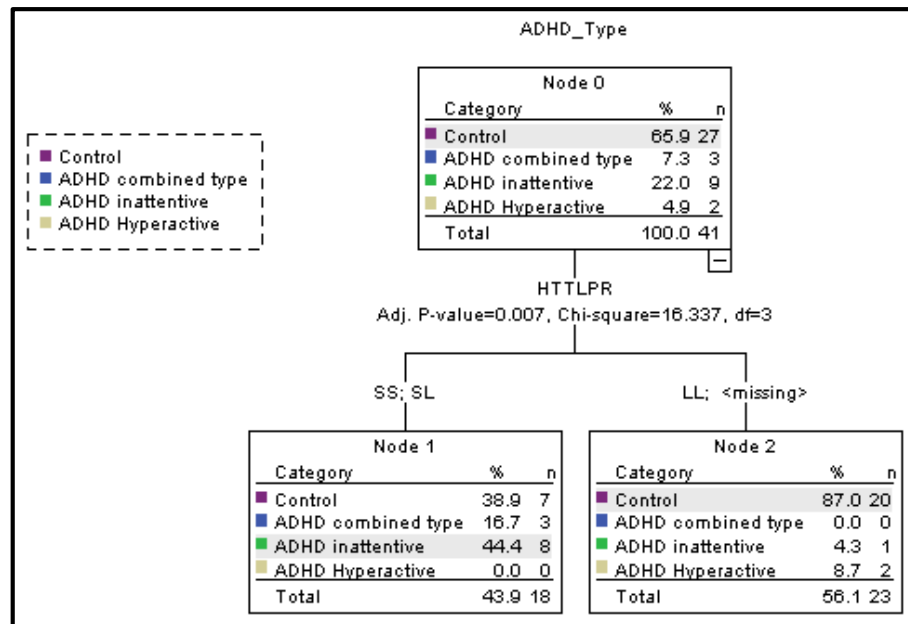 ADHD_Type
Node 0
Category % n
Control 65.9 27
ADHD combined type 7.3 3
ADHD inattentive 22.0 9
ADHD Hyperactive 4.9 2
Total 100.0 41
Control
ADHD combined type
ADHD inattentive
ADHD Hyperactive
HTTLPR
Adj. P-value=0.007, Chi-square=16.337, df=3
SS; SL
LL; <missing>
Node 1
Category % n
Control 38.9 7
ADHD combined type 16.7 3
ADHD inattentive 44.4 8
ADHD Hyperactive 0.0 0
Total 43.9 18
Node 2
Category % n
Control 87.0 20
ADHD combined type 0.0 0
ADHD inattentive 4.3 1
ADHD Hyperactive 8.7 2
Total 56.1 23